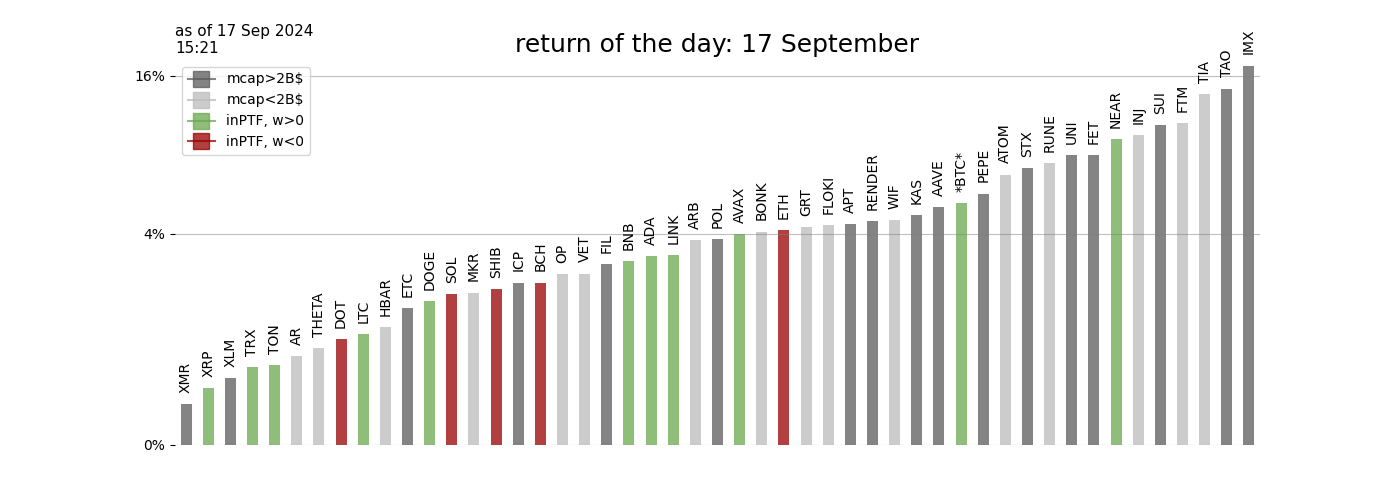 as of 17 Sep 2024
15:21
return of the day: 17 September
16%
4%
0%
mcap>2B$
mcap<2B$
inPTF, w>0
inPTF, w<0
XMR
XRP
XLM
TRX
TON
AR
THETA
DOT
LTC
HBAR
ETC
DOGE
SOL
MKR
SHIB
ICP
BCH
OP
VET
FIL
BNB
ADA
LINK
ARB
POL
AVAX
BONK
ETH
GRT
FLOKI
APT
RENDER
WIF
KAS
AAVE
*BTC*
PEPE
ATOM
STX
RUNE
UNI
FET
NEAR
INJ
SUI
FTM
TIA
TAO
IMX